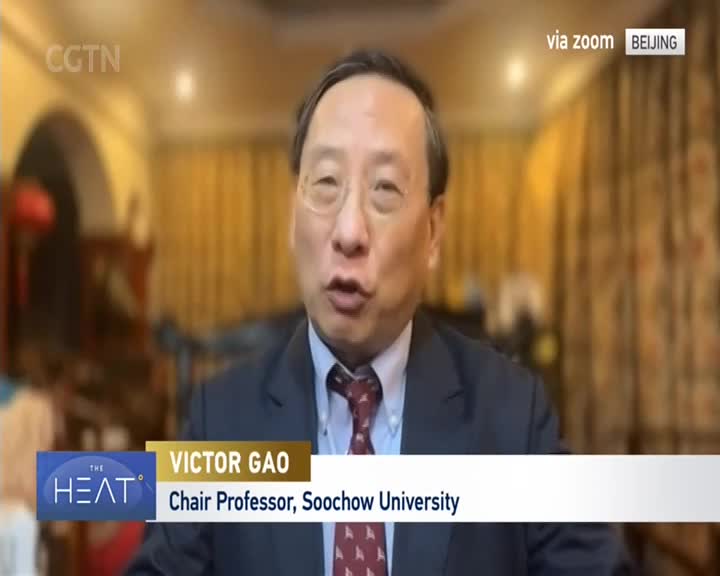 CGTN
via zoom BEIJING
VICTOR GAO
THE
HEAT°
Chair Professor, Soochow University